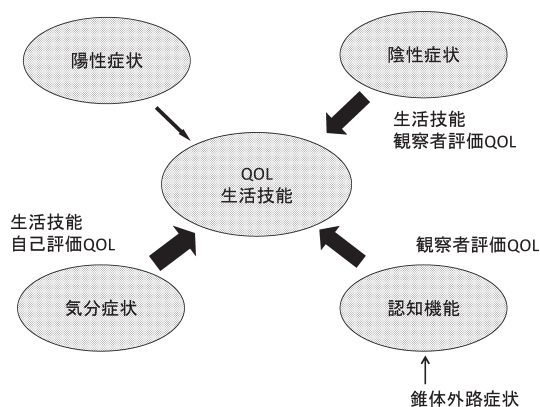 陽性症状
陰性症状
生活技能
観察者評価QOL
QOL
生活技能
生活技能
自己評価QOL
観察者評価QOL
気分症状
認知機能
錐体外路症状